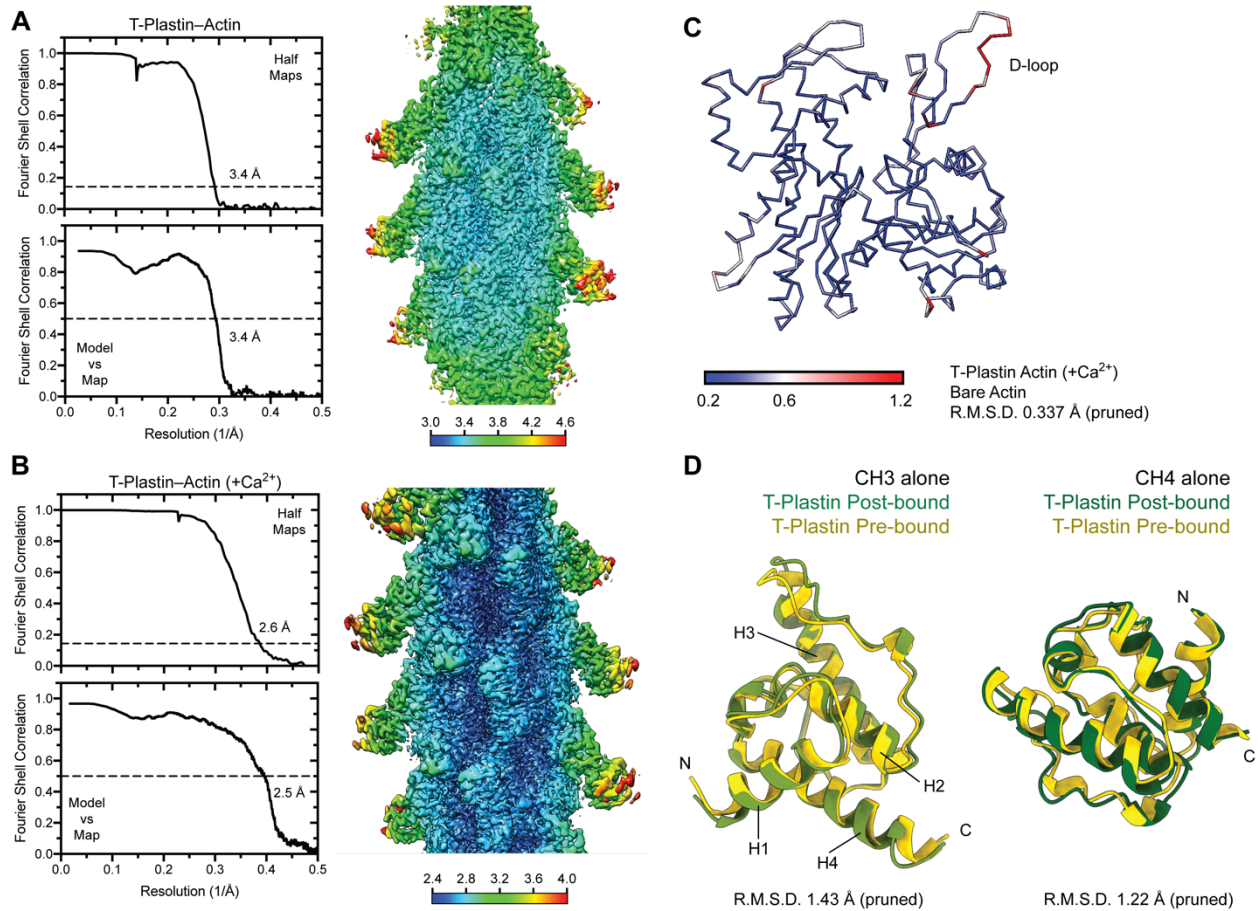 A
T-Plastin–Actin
Half
Maps
Fourier Shell Correlation
1.0
0.8
0.6
0.4
0.2
0.0
3.4 Å
Fourier Shell Correlation
1.0
0.8
0.6
0.4
0.2
0.0
3.4 Å
Model
vs
Map
0.0 0.1 0.2 0.3 0.4 0.5
Resolution (1/Å)
3.0 3.4 3.8 4.2 4.6
B
T-Plastin–Actin (+Ca²⁺)
Half
Maps
Fourier Shell Correlation
1.0
0.8
0.6
0.4
0.2
0.0
2.6 Å
Fourier Shell Correlation
1.0
0.8
0.6
0.4
0.2
0.0
2.5 Å
Model
vs
Map
0.0 0.1 0.2 0.3 0.4 0.5
Resolution (1/Å)
2.4 2.8 3.2 3.6 4.0
C
D-loop
0.2 0.6 1.2
T-Plastin Actin (+Ca²⁺)
Bare Actin
R.M.S.D. 0.337 Å (pruned)
D
CH3 alone
T-Plastin Post-bound
T-Plastin Pre-bound
H3
N
H2
H1
H4
C
R.M.S.D. 1.43 Å (pruned)
CH4 alone
T-Plastin Post-bound
T-Plastin Pre-bound
N
C
R.M.S.D. 1.22 Å (pruned)